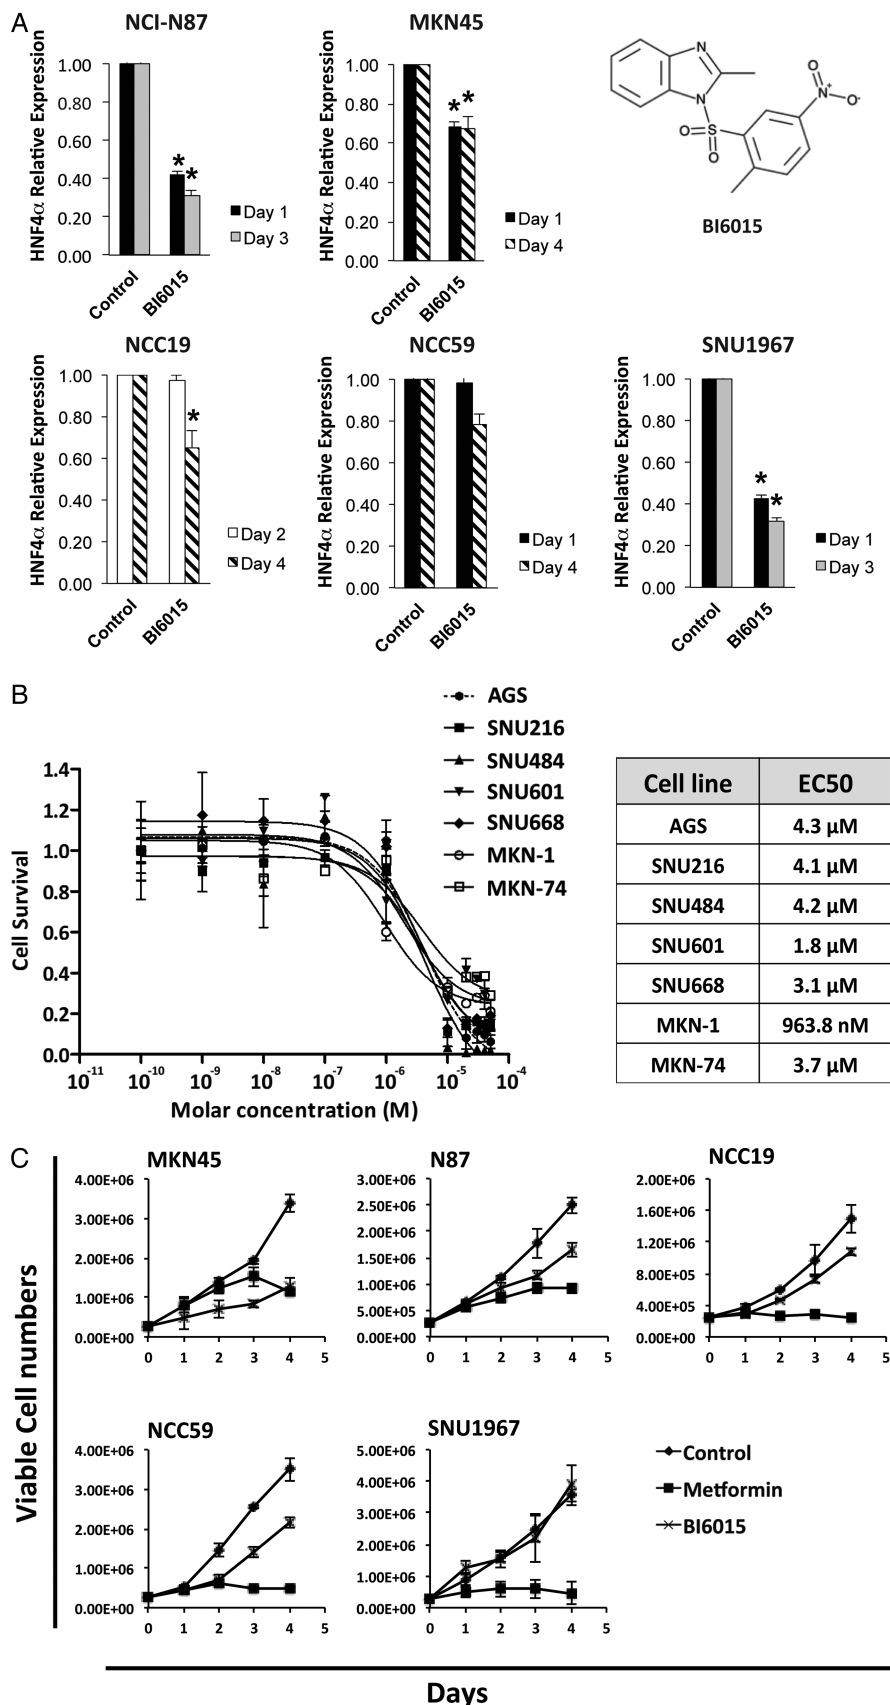 A
NCI-N87
HNF4α Relative Expression
1.00
0.80
0.60
0.40
0.20
0.00
* *
Control
BI6015
Day 1
Day 3
MKN45
HNF4α Relative Expression
1.00
0.80
0.60
0.40
0.20
0.00
* *
Control
BI6015
Day 1
Day 4
N
N
O
S
O
O
N+
O-
BI6015
NCC19
HNF4α Relative Expression
1.00
0.80
0.60
0.40
0.20
0.00
*
Control
BI6015
Day 2
Day 4
NCC59
HNF4α Relative Expression
1.00
0.80
0.60
0.40
0.20
0.00
Control
BI6015
Day 1
Day 4
SNU1967
HNF4α Relative Expression
1.00
0.80
0.60
0.40
0.20
0.00
* *
Control
BI6015
Day 1
Day 3
B
AGS
SNU216
SNU484
SNU601
SNU668
MKN-1
MKN-74
Cell Survival
1.4
1.2
1.0
0.8
0.6
0.4
0.2
0.0
10-11 10-10 10-9 10-8 10-7 10-6 10-5 10-4
Molar concentration (M)
Cell line EC50
AGS 4.3 µM
SNU216 4.1 µM
SNU484 4.2 µM
SNU601 1.8 µM
SNU668 3.1 µM
MKN-1 963.8 nM
MKN-74 3.7 µM
C
Viable Cell numbers
MKN45
4.00E+06
3.00E+06
2.00E+06
1.00E+06
0.00E+00
0 1 2 3 4 5
N87
3.00E+06
2.50E+06
2.00E+06
1.50E+06
1.00E+06
5.00E+05
0.00E+00
0 1 2 3 4 5
NCC19
2.00E+06
1.60E+06
1.20E+06
8.00E+05
4.00E+05
0.00E+00
0 1 2 3 4 5
NCC59
4.00E+06
3.00E+06
2.00E+06
1.00E+06
0.00E+00
0 1 2 3 4 5
SNU1967
5.00E+06
4.00E+06
3.00E+06
2.00E+06
1.00E+06
0.00E+00
0 1 2 3 4 5
Control
Metformin
BI6015
Days